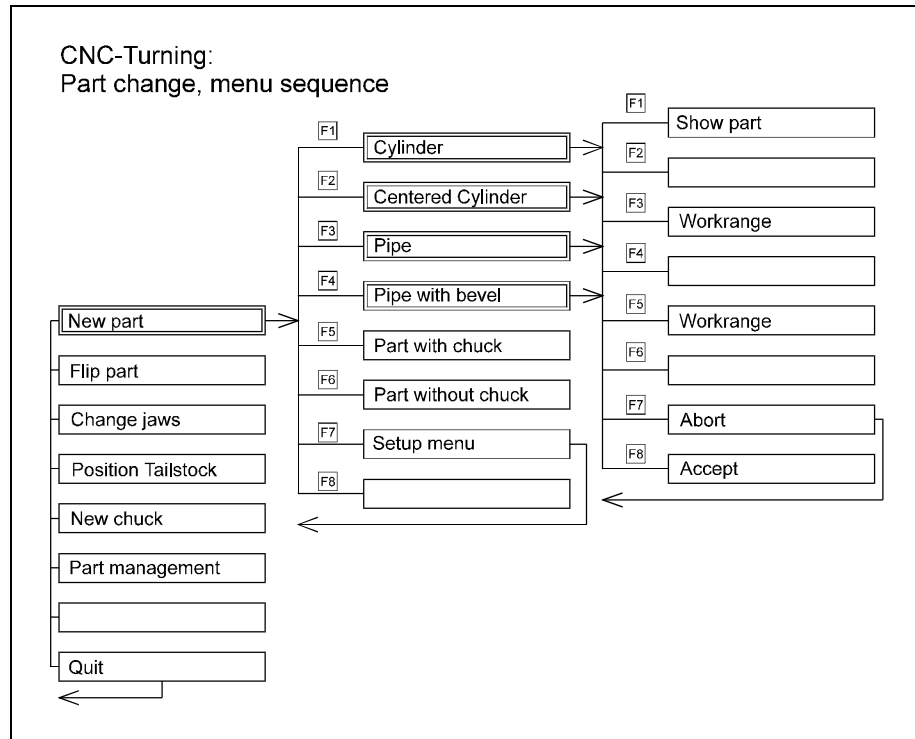 CNC-Turning:
Part change, menu sequence
New part
Flip part
Change jaws
Position Tailstock
New chuck
Part management
Quit
F1
Cylinder
F2
Centered Cylinder
F3
Pipe
F4
Pipe with bevel
F5
Part with chuck
F6
Part without chuck
F7
Setup menu
F8
F1
Show part
F2
F3
Workrange
F4
F5
Workrange
F6
F7
Abort
F8
Accept